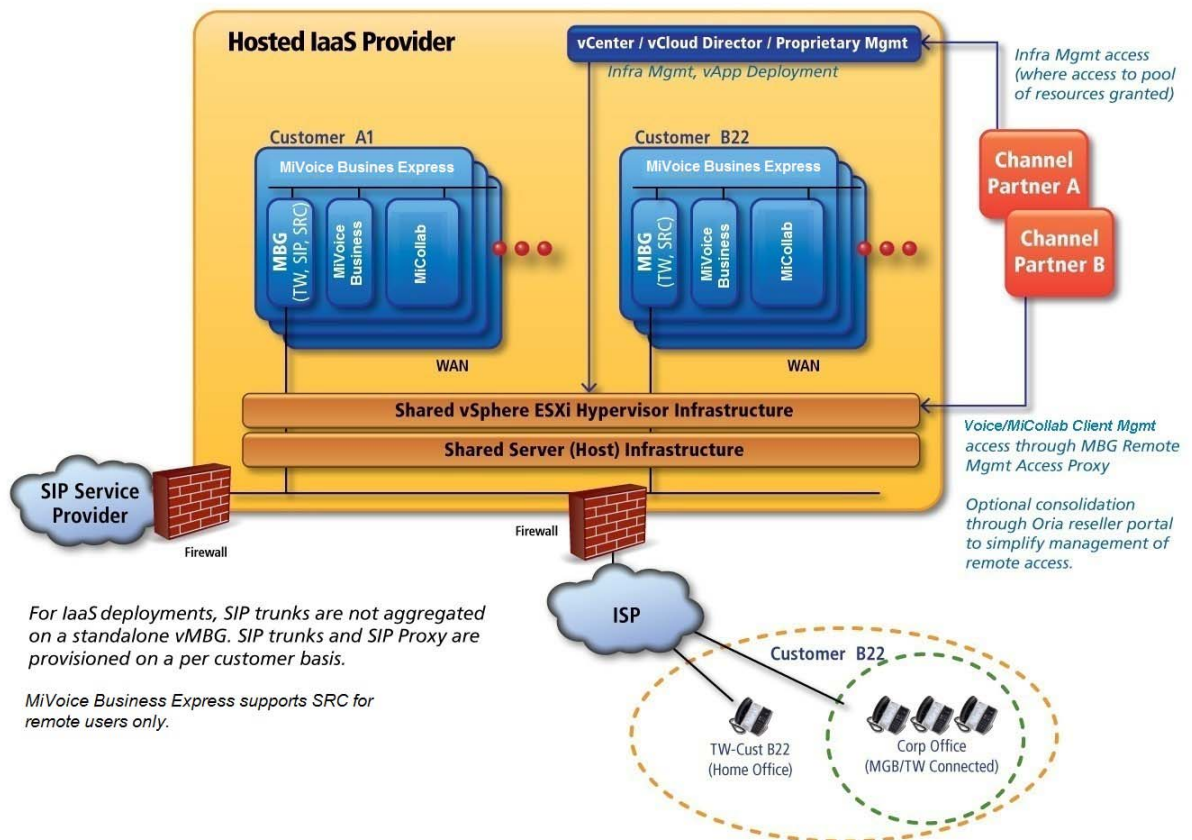 Hosted IaaS Provider
vCenter / vCloud Director / Proprietary Mgmt
Infra Mgmt, vApp Deployment
Infra Mgmt access
(where access to pool
of resources granted)
Customer A1
MiVoice Busines Express
MBG
(TW, SIP, SRC)
MiVoice
Business
MiCollab
WAN
Customer B22
MiVoice Busines Express
MBG
(TW, SRC)
MiVoice
Business
MiCollab
WAN
Channel
Partner A
Channel
Partner B
Shared vSphere ESXi Hypervisor Infrastructure
Shared Server (Host) Infrastructure
Voice/MiCollab Client Mgmt
access through MBG Remote
Mgmt Access Proxy
Optional consolidation
through Oria reseller portal
to simplify management of
remote access.
SIP Service
Provider
Firewall
Firewall
ISP
For IaaS deployments, SIP trunks are not aggregated
on a standalone vMBG. SIP trunks and SIP Proxy are
provisioned on a per customer basis.
MiVoice Business Express supports SRC for
remote users only.
Customer B22
TW-Cust B22
(Home Office)
Corp Office
(MGB/TW Connected)